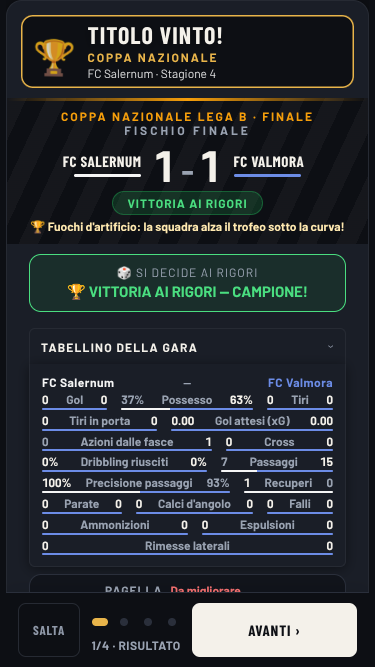 TITOLO VINTO!
COPPA NAZIONALE
FC Salernum · Stagione 4
COPPA NAZIONALE LEGA B · FINALE
FISCHIO FINALE
FC SALERNUM 1 - 1 FC VALMORA
VITTORIA AI RIGORI
🏆 Fuochi d'artificio: la squadra alza il trofeo sotto la curva!
🎲 SI DECIDE AI RIGORI
🏆 VITTORIA AI RIGORI — CAMPIONE!
TABELLINO DELLA GARA
FC Salernum — FC Valmora
0 Gol 0 37% Possesso 63% 0 Tiri 0
0 Tiri in porta 0 0.00 Gol attesi (xG) 0.00
0 Azioni dalle fasce 1 0 Cross 0
0% Dribbling riusciti 0% 7 Passaggi 15
100% Precisione passaggi 93% 1 Recuperi 0
0 Parate 0 0 Calci d'angolo 0 0 Falli 0
0 Ammonizioni 0 0 Espulsioni 0
0 Rimesse laterali 0
PAGELLA Da migliorare
SALTA
1/4 · RISULTATO
AVANTI ›